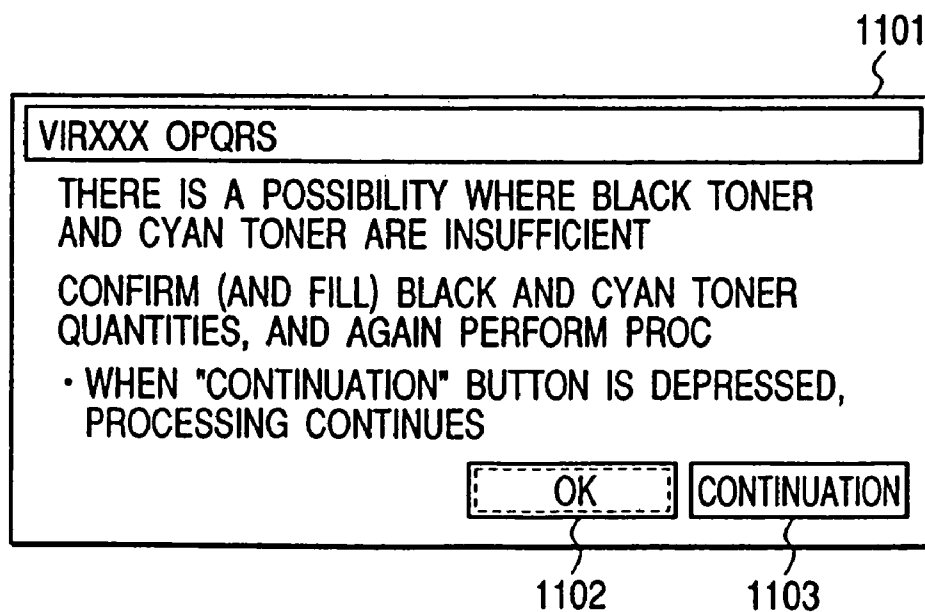 1101
VIRXXX OPQRS
THERE IS A POSSIBILITY WHERE BLACK TONER
AND CYAN TONER ARE INSUFFICIENT
CONFIRM (AND FILL) BLACK AND CYAN TONER
QUANTITIES, AND AGAIN PERFORM PROC
· WHEN "CONTINUATION" BUTTON IS DEPRESSED,
PROCESSING CONTINUES
OK CONTINUATION
1102 1103